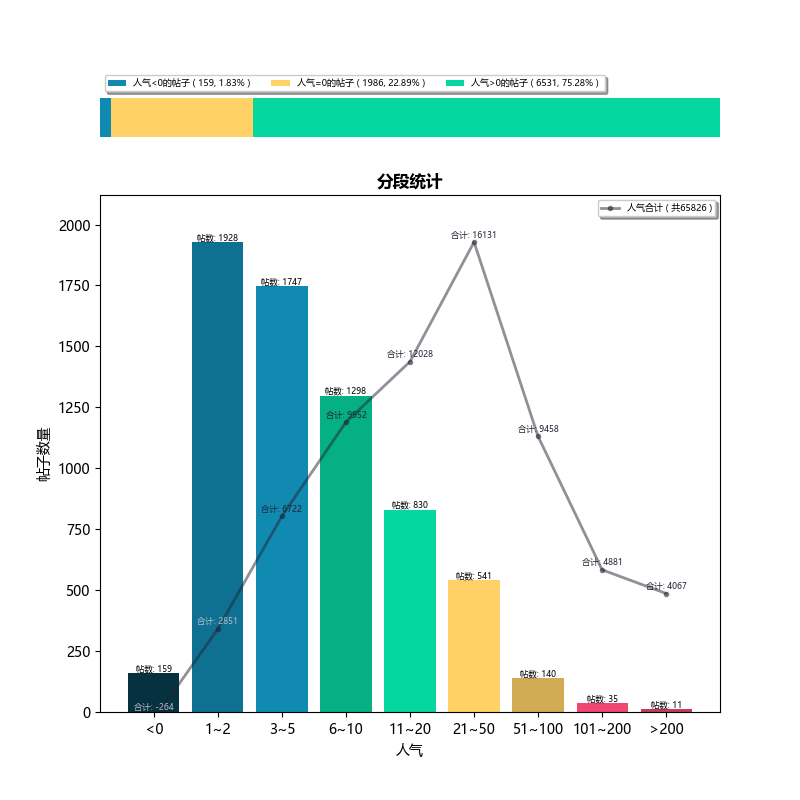 人气<0的帖子 ( 159, 1.83% ) 人气=0的帖子 ( 1986, 22.89% ) 人气>0的帖子 ( 6531, 75.28% )
分段统计
人气合计 ( 共65826 )
2000
1750
1500
1250
1000
750
500
250
0
帖子数量
帖数: 159
帖数: 1928
帖数: 1747
帖数: 1298
帖数: 830
帖数: 541
帖数: 140
帖数: 35
帖数: 11
合计: -264
合计: 2851
合计: 6722
合计: 9952
合计: 12028
合计: 16131
合计: 9458
合计: 4881
合计: 4067
<0 1~2 3~5 6~10 11~20 21~50 51~100 101~200 >200
人气